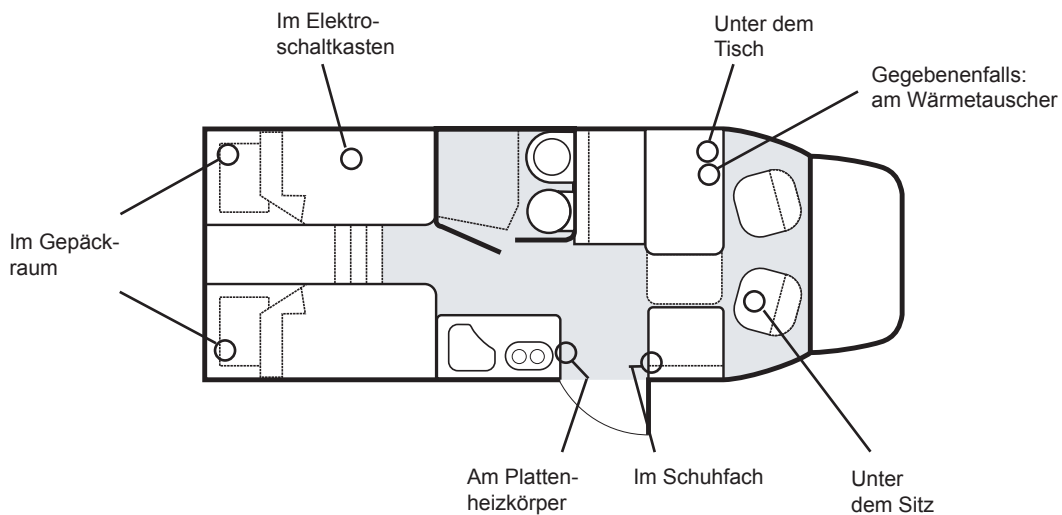 Im Elektro-
schaltkasten
Unter dem
Tisch
Gegebenenfalls:
am Wärmetauscher
Im Gepäck-
raum
Am Platten-
heizkörper
Im Schuhfach
Unter
dem Sitz